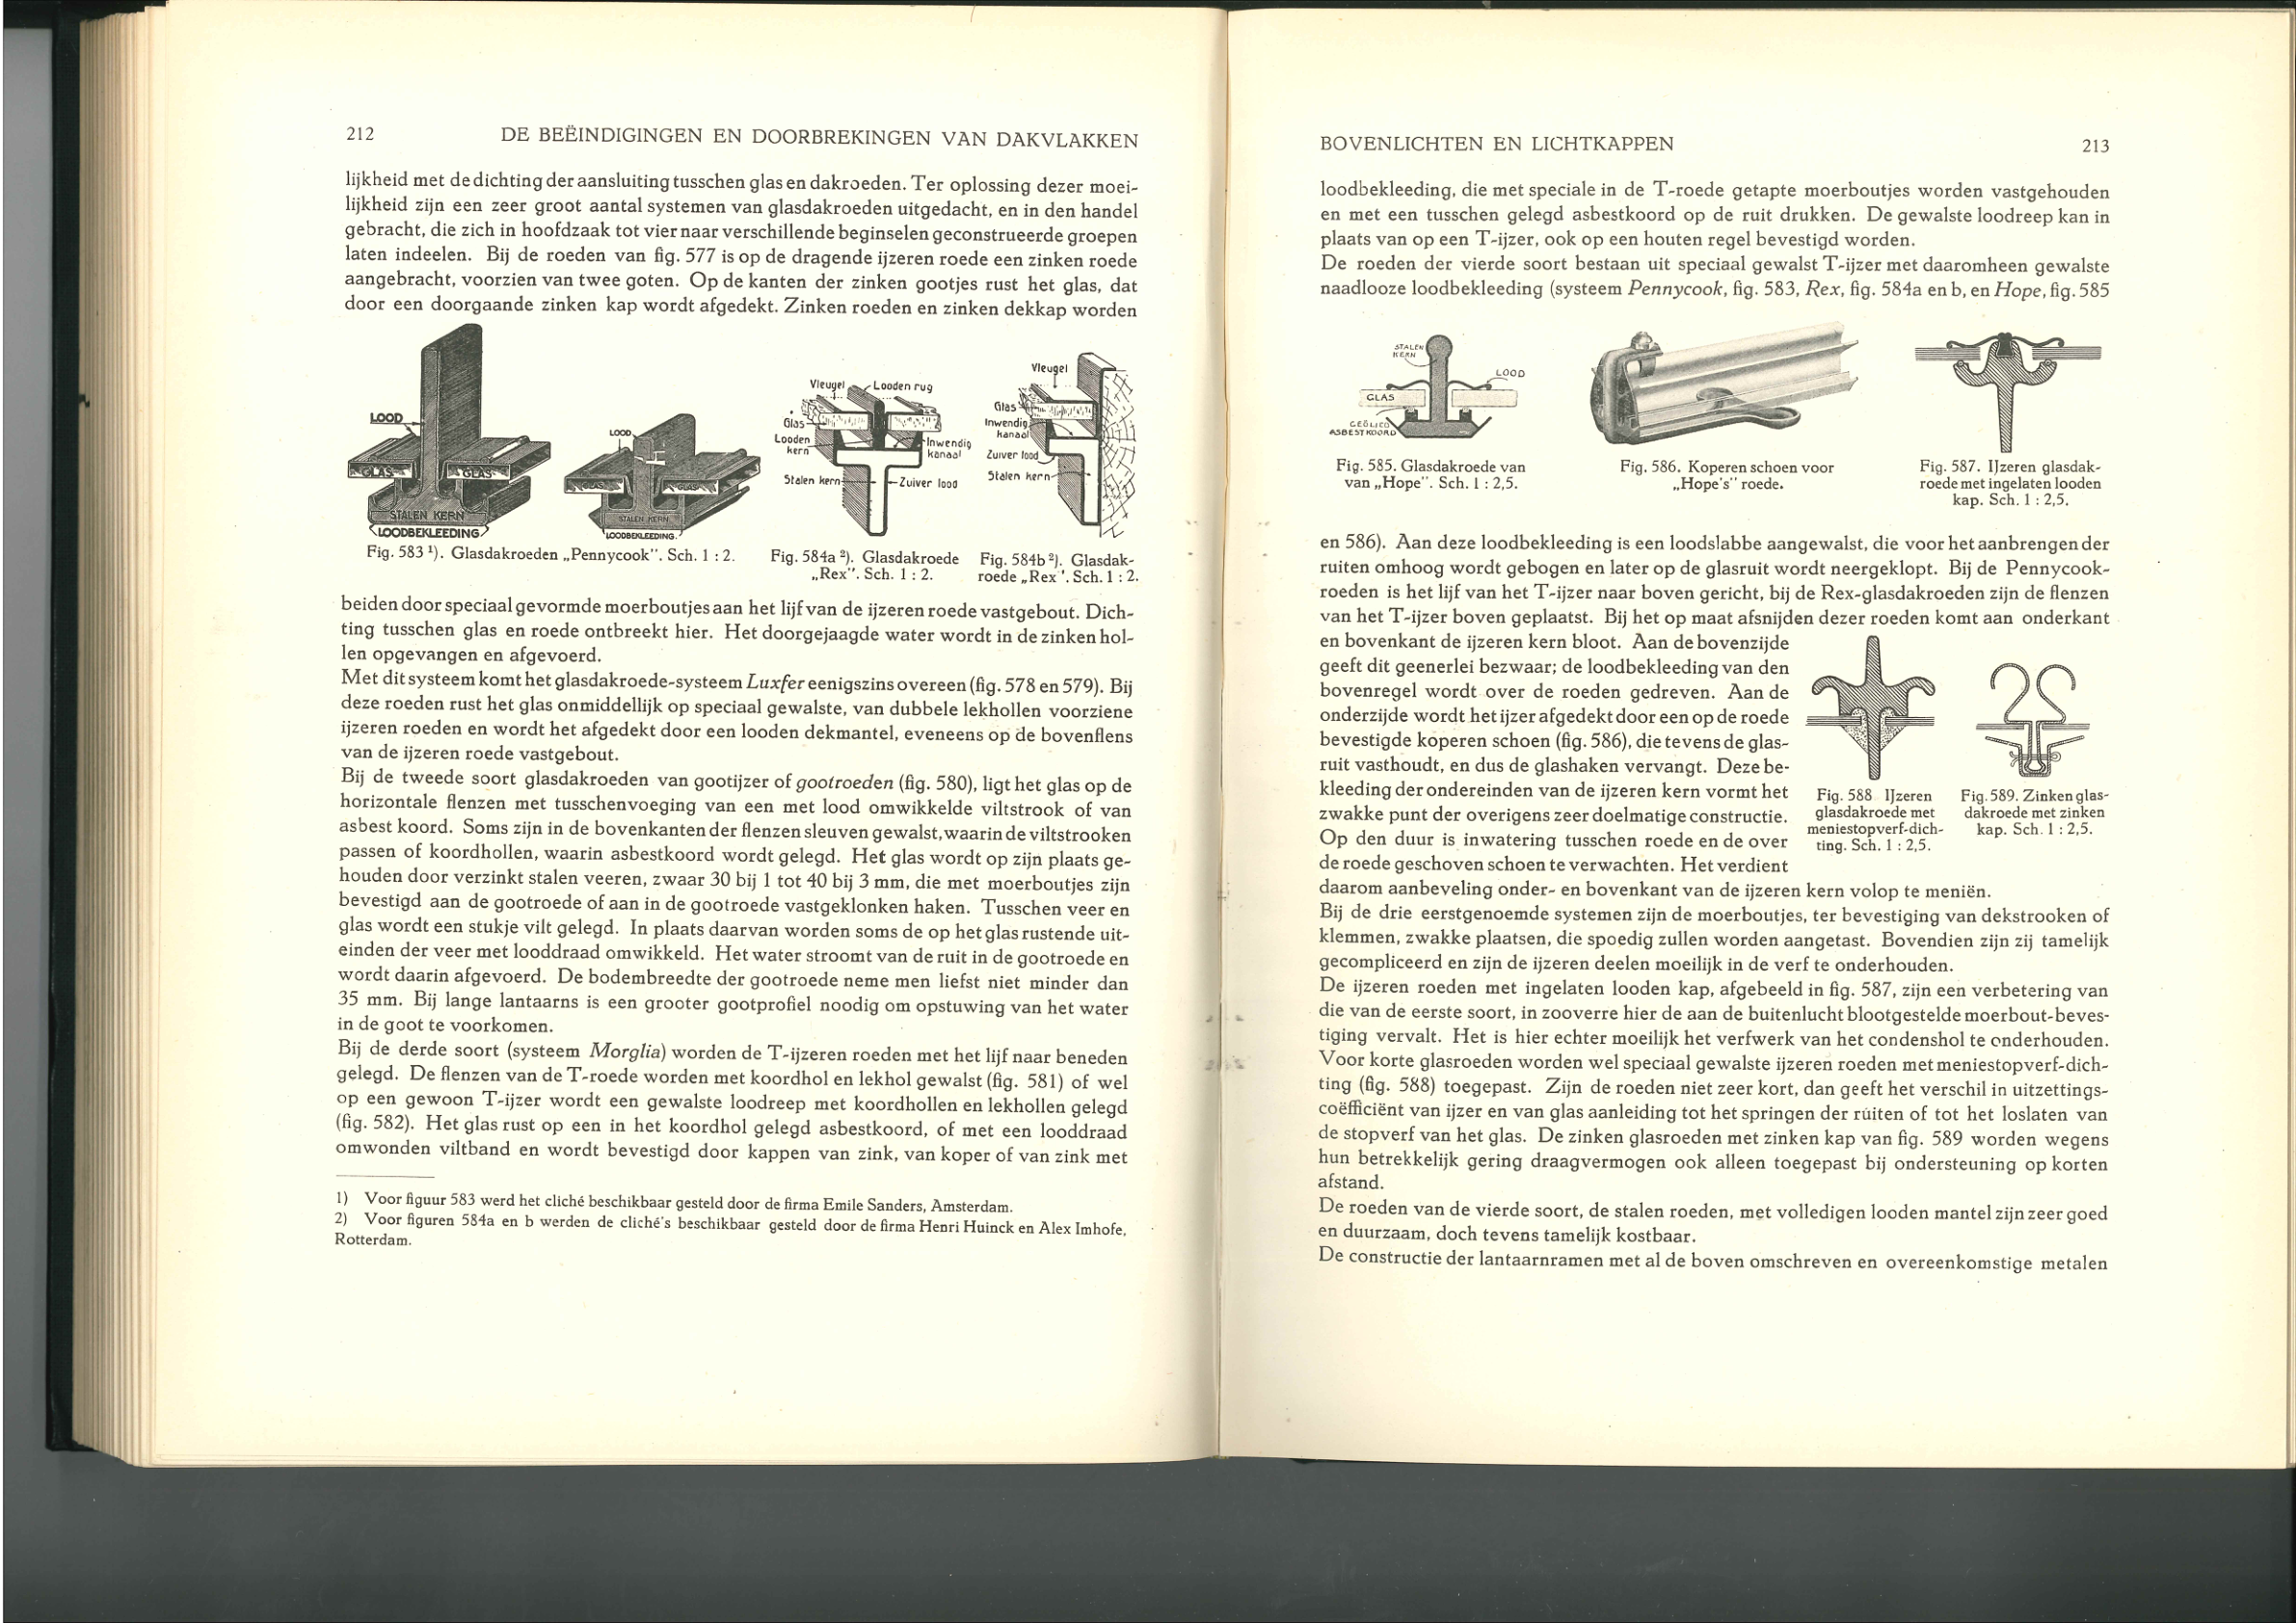 212 DE BEËINDIGINGEN EN DOORBREKINGEN VAN DAKVLAKKEN
lijkheid met de dichting der aansluiting tusschen glas en dakroeden. Ter oplossing dezer moei-
lijkheid zijn een zeer groot aantal systemen van glasdakroeden uitgedacht, en in den handel
gebracht, die zich in hoofdzaak tot vier naar verschillende beginselen geconstrueerde groepen
laten indeelen. Bij de roeden van fig. 577 is op de dragende ijzeren roede een zinken roede
aangebracht, voorzien van twee goten. Op de kanten der zinken gootjes rust het glas, dat
door een doorgaande zinken kap wordt afgedekt. Zinken roeden en zinken dekkap worden
LOOD
GLAS
GLAS
STALEN KERN
LOODBEKLEEDING
LOOD
GLAS
GLAS
STALEN KERN
LOODBEKLEEDING.
Fig. 583 ¹). Glasdakroeden „Pennycook". Sch. 1 : 2.
Vleugel
Looden rug
Glas
Looden
kern
Inwendig
kanaal
Stalen kern
Zuiver lood
Fig. 584a ²). Glasdakroede
„Rex". Sch. 1 : 2.
Vleugel
Glas
Inwendig
kanaal
Zuiver lood
Stalen kern
Fig. 584b ²). Glasdak-
roede „Rex". Sch. 1 : 2.
beiden door speciaal gevormde moerboutjes aan het lijf van de ijzeren roede vastgebout. Dich-
ting tusschen glas en roede ontbreekt hier. Het doorgejaagde water wordt in de zinken hol-
len opgevangen en afgevoerd.
Met dit systeem komt het glasdakroede-systeem Luxfer eenigszins overeen (fig. 578 en 579). Bij
deze roeden rust het glas onmiddellijk op speciaal gewalste, van dubbele lekhollen voorziene
ijzeren roeden en wordt het afgedekt door een looden dekmantel, eveneens op de bovenflens
van de ijzeren roede vastgebout.
Bij de tweede soort glasdakroeden van gootijzer of gootroeden (fig. 580), ligt het glas op de
horizontale flenzen met tusschenvoeging van een met lood omwikkelde viltstrook of van
asbest koord. Soms zijn in de bovenkanten der flenzen sleuven gewalst, waarin de viltstrooken
passen of koordhollen, waarin asbestkoord wordt gelegd. Het glas wordt op zijn plaats ge-
houden door verzinkt stalen veeren, zwaar 30 bij 1 tot 40 bij 3 mm, die met moerboutjes zijn
bevestigd aan de gootroede of aan in de gootroede vastgeklonken haken. Tusschen veer en
glas wordt een stukje vilt gelegd. In plaats daarvan worden soms de op het glas rustende uit-
einden der veer met looddraad omwikkeld. Het water stroomt van de ruit in de gootroede en
wordt daarin afgevoerd. De bodembreedte der gootroede neme men liefst niet minder dan
35 mm. Bij lange lantaarns is een grooter gootprofiel noodig om opstuwing van het water
in de goot te voorkomen.
Bij de derde soort (systeem Morglia) worden de T-ijzeren roeden met het lijf naar beneden
gelegd. De flenzen van de T-roede worden met koordhol en lekhol gewalst (fig. 581) of wel
op een gewoon T-ijzer wordt een gewalste loodreep met koordhollen en lekhollen gelegd
(fig. 582). Het glas rust op een in het koordhol gelegd asbestkoord, of met een looddraad
omwonden viltband en wordt bevestigd door kappen van zink, van koper of van zink met
1) Voor figuur 583 werd het cliché beschikbaar gesteld door de firma Emile Sanders, Amsterdam.
2) Voor figuren 584a en b werden de cliché's beschikbaar gesteld door de firma Henri Huinck en Alex Imhofe,
Rotterdam.
BOVENLICHTEN EN LICHTKAPPEN 213
loodbekleeding, die met speciale in de T-roede getapte moerboutjes worden vastgehouden
en met een tusschen gelegd asbestkoord op de ruit drukken. De gewalste loodreep kan in
plaats van op een T-ijzer, ook op een houten regel bevestigd worden.
De roeden der vierde soort bestaan uit speciaal gewalst T-ijzer met daaromheen gewalste
naadlooze loodbekleeding (systeem Pennycook, fig. 583, Rex, fig. 584a en b, en Hope, fig. 585
STALEN
KERN
LOOD
GLAS
GEÖLIED
ASBESTKOORD
Fig. 585. Glasdakroede van
van „Hope". Sch. 1 : 2,5.
Fig. 586. Koperen schoen voor
„Hope's" roede.
Fig. 587. IJzeren glasdak-
roede met ingelaten looden
kap. Sch. 1 : 2,5.
en 586). Aan deze loodbekleeding is een loodslabbe aangewalst, die voor het aanbrengen der
ruiten omhoog wordt gebogen en later op de glasruit wordt neergeklopt. Bij de Pennycook-
roeden is het lijf van het T-ijzer naar boven gericht, bij de Rex-glasdakroeden zijn de flenzen
van het T-ijzer boven geplaatst. Bij het op maat afsnijden dezer roeden komt aan onderkant
en bovenkant de ijzeren kern bloot. Aan de bovenzijde
geeft dit geenerlei bezwaar; de loodbekleeding van den
bovenregel wordt over de roeden gedreven. Aan de
onderzijde wordt het ijzer afgedekt door een op de roede
bevestigde koperen schoen (fig. 586), die tevens de glas-
ruit vasthoudt, en dus de glashaken vervangt. Deze be-
kleeding der ondereinden van de ijzeren kern vormt het
zwakke punt der overigens zeer doelmatige constructie.
Op den duur is inwatering tusschen roede en de over
de roede geschoven schoen te verwachten. Het verdient
Fig. 588 IJzeren
glasdakroede met
meniestopverf-dich-
ting. Sch. 1 : 2,5.
Fig. 589. Zinken glas-
dakroede met zinken
kap. Sch. 1 : 2,5.
daarom aanbeveling onder- en bovenkant van de ijzeren kern volop te meniën.
Bij de drie eerstgenoemde systemen zijn de moerboutjes, ter bevestiging van dekstrooken of
klemmen, zwakke plaatsen, die spoedig zullen worden aangetast. Bovendien zijn zij tamelijk
gecompliceerd en zijn de ijzeren deelen moeilijk in de verf te onderhouden.
De ijzeren roeden met ingelaten looden kap, afgebeeld in fig. 587, zijn een verbetering van
die van de eerste soort, in zooverre hier de aan de buitenlucht blootgestelde moerbout-beves-
tiging vervalt. Het is hier echter moeilijk het verfwerk van het condenshol te onderhouden.
Voor korte glasroeden worden wel speciaal gewalste ijzeren roeden met meniestopverf-dich-
ting (fig. 588) toegepast. Zijn de roeden niet zeer kort, dan geeft het verschil in uitzettings-
coëfficiënt van ijzer en van glas aanleiding tot het springen der ruiten of tot het loslaten van
de stopverf van het glas. De zinken glasroeden met zinken kap van fig. 589 worden wegens
hun betrekkelijk gering draagvermogen ook alleen toegepast bij ondersteuning op korten
afstand.
De roeden van de vierde soort, de stalen roeden, met volledigen looden mantel zijn zeer goed
en duurzaam, doch tevens tamelijk kostbaar.
De constructie der lantaarnramen met al de boven omschreven en overeenkomstige metalen